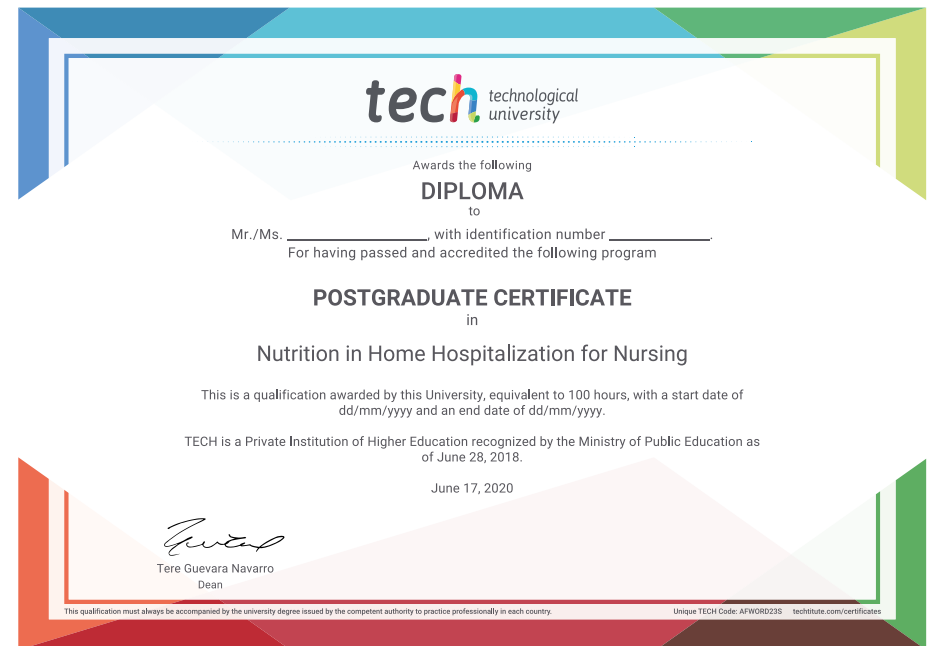 tech technological
university
Awards the following
DIPLOMA
to
Mr./Ms. ____________________, with identification number ______________.
For having passed and accredited the following program
POSTGRADUATE CERTIFICATE
in
Nutrition in Home Hospitalization for Nursing
This is a qualification awarded by this University, equivalent to 100 hours, with a start date of
dd/mm/yyyy and an end date of dd/mm/yyyy.
TECH is a Private Institution of Higher Education recognized by the Ministry of Public Education as
of June 28, 2018.
June 17, 2020
Tere Guevara Navarro
Dean
This qualification must always be accompanied by the university degree issued by the competent authority to practice professionally in each country.
Unique TECH Code: AFWORD23S techtitute.com/certificates